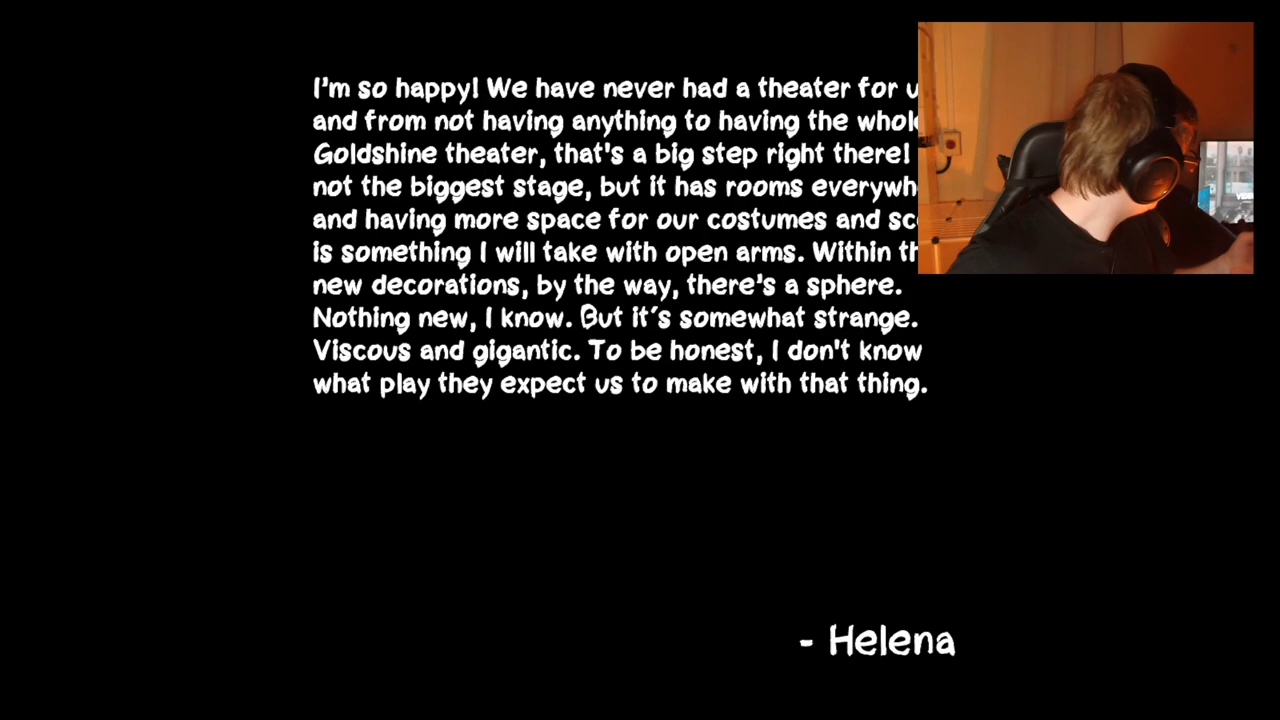 I'm so happy! We have never had a theater for
and from not having anything to having the
Goldshine theater, that's a big step right there!
not the biggest stage, but it has rooms
and having more space for our costumes and
is something I will take with open arms. Within
new decorations, by the way, there's a sphere.
Nothing new, I know. But it's somewhat strange.
Viscous and gigantic. To be honest, I don't know
what play they expect us to make with that thing.
- Helena